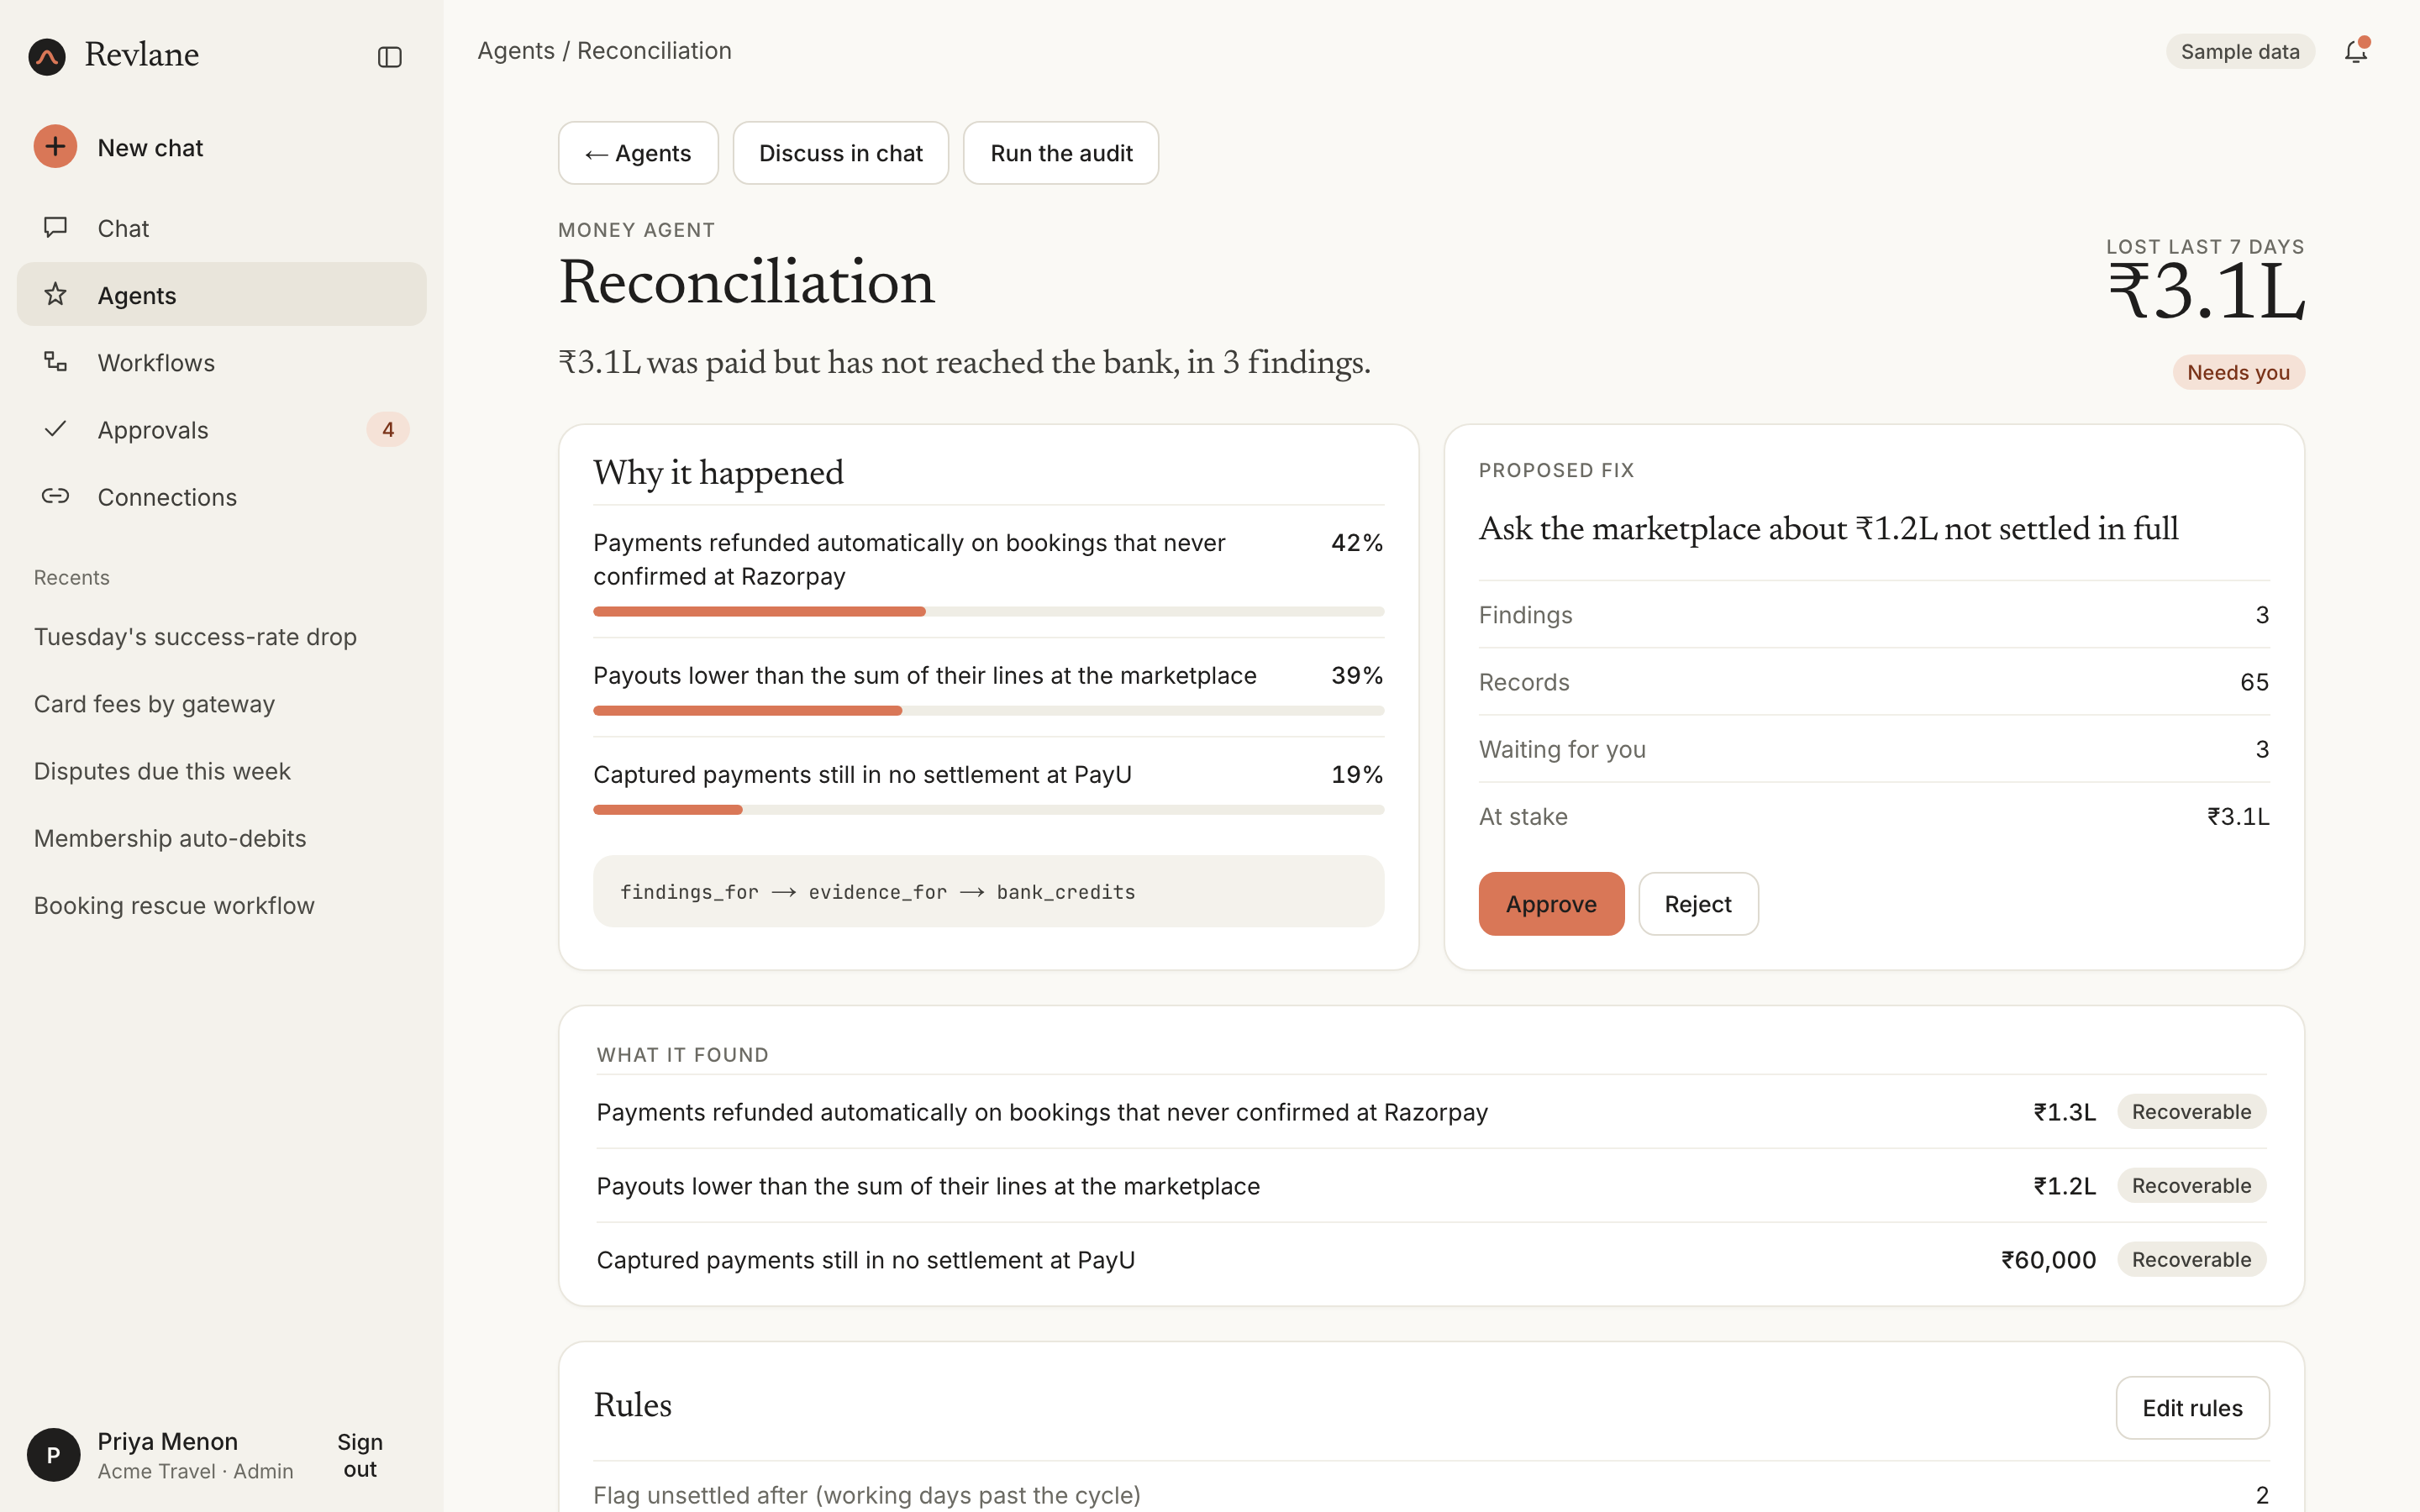 Revlane
New chat
Chat
Agents
Workflows
Approvals 4
Connections
Recents
Tuesday's success-rate drop
Card fees by gateway
Disputes due this week
Membership auto-debits
Booking rescue workflow
P
Priya Menon
Acme Travel · Admin
Sign
out
Agents / Reconciliation
Sample data
← Agents
Discuss in chat
Run the audit
MONEY AGENT
Reconciliation
₹3.1L was paid but has not reached the bank, in 3 findings.
LOST LAST 7 DAYS
₹3.1L
Needs you
Why it happened
Payments refunded automatically on bookings that never 42%
confirmed at Razorpay
Payouts lower than the sum of their lines at the marketplace 39%
Captured payments still in no settlement at PayU 19%
findings_for → evidence_for → bank_credits
PROPOSED FIX
Ask the marketplace about ₹1.2L not settled in full
Findings 3
Records 65
Waiting for you 3
At stake ₹3.1L
Approve
Reject
WHAT IT FOUND
Payments refunded automatically on bookings that never confirmed at Razorpay ₹1.3L Recoverable
Payouts lower than the sum of their lines at the marketplace ₹1.2L Recoverable
Captured payments still in no settlement at PayU ₹60,000 Recoverable
Rules
Edit rules
Flag unsettled after (working days past the cycle) 2